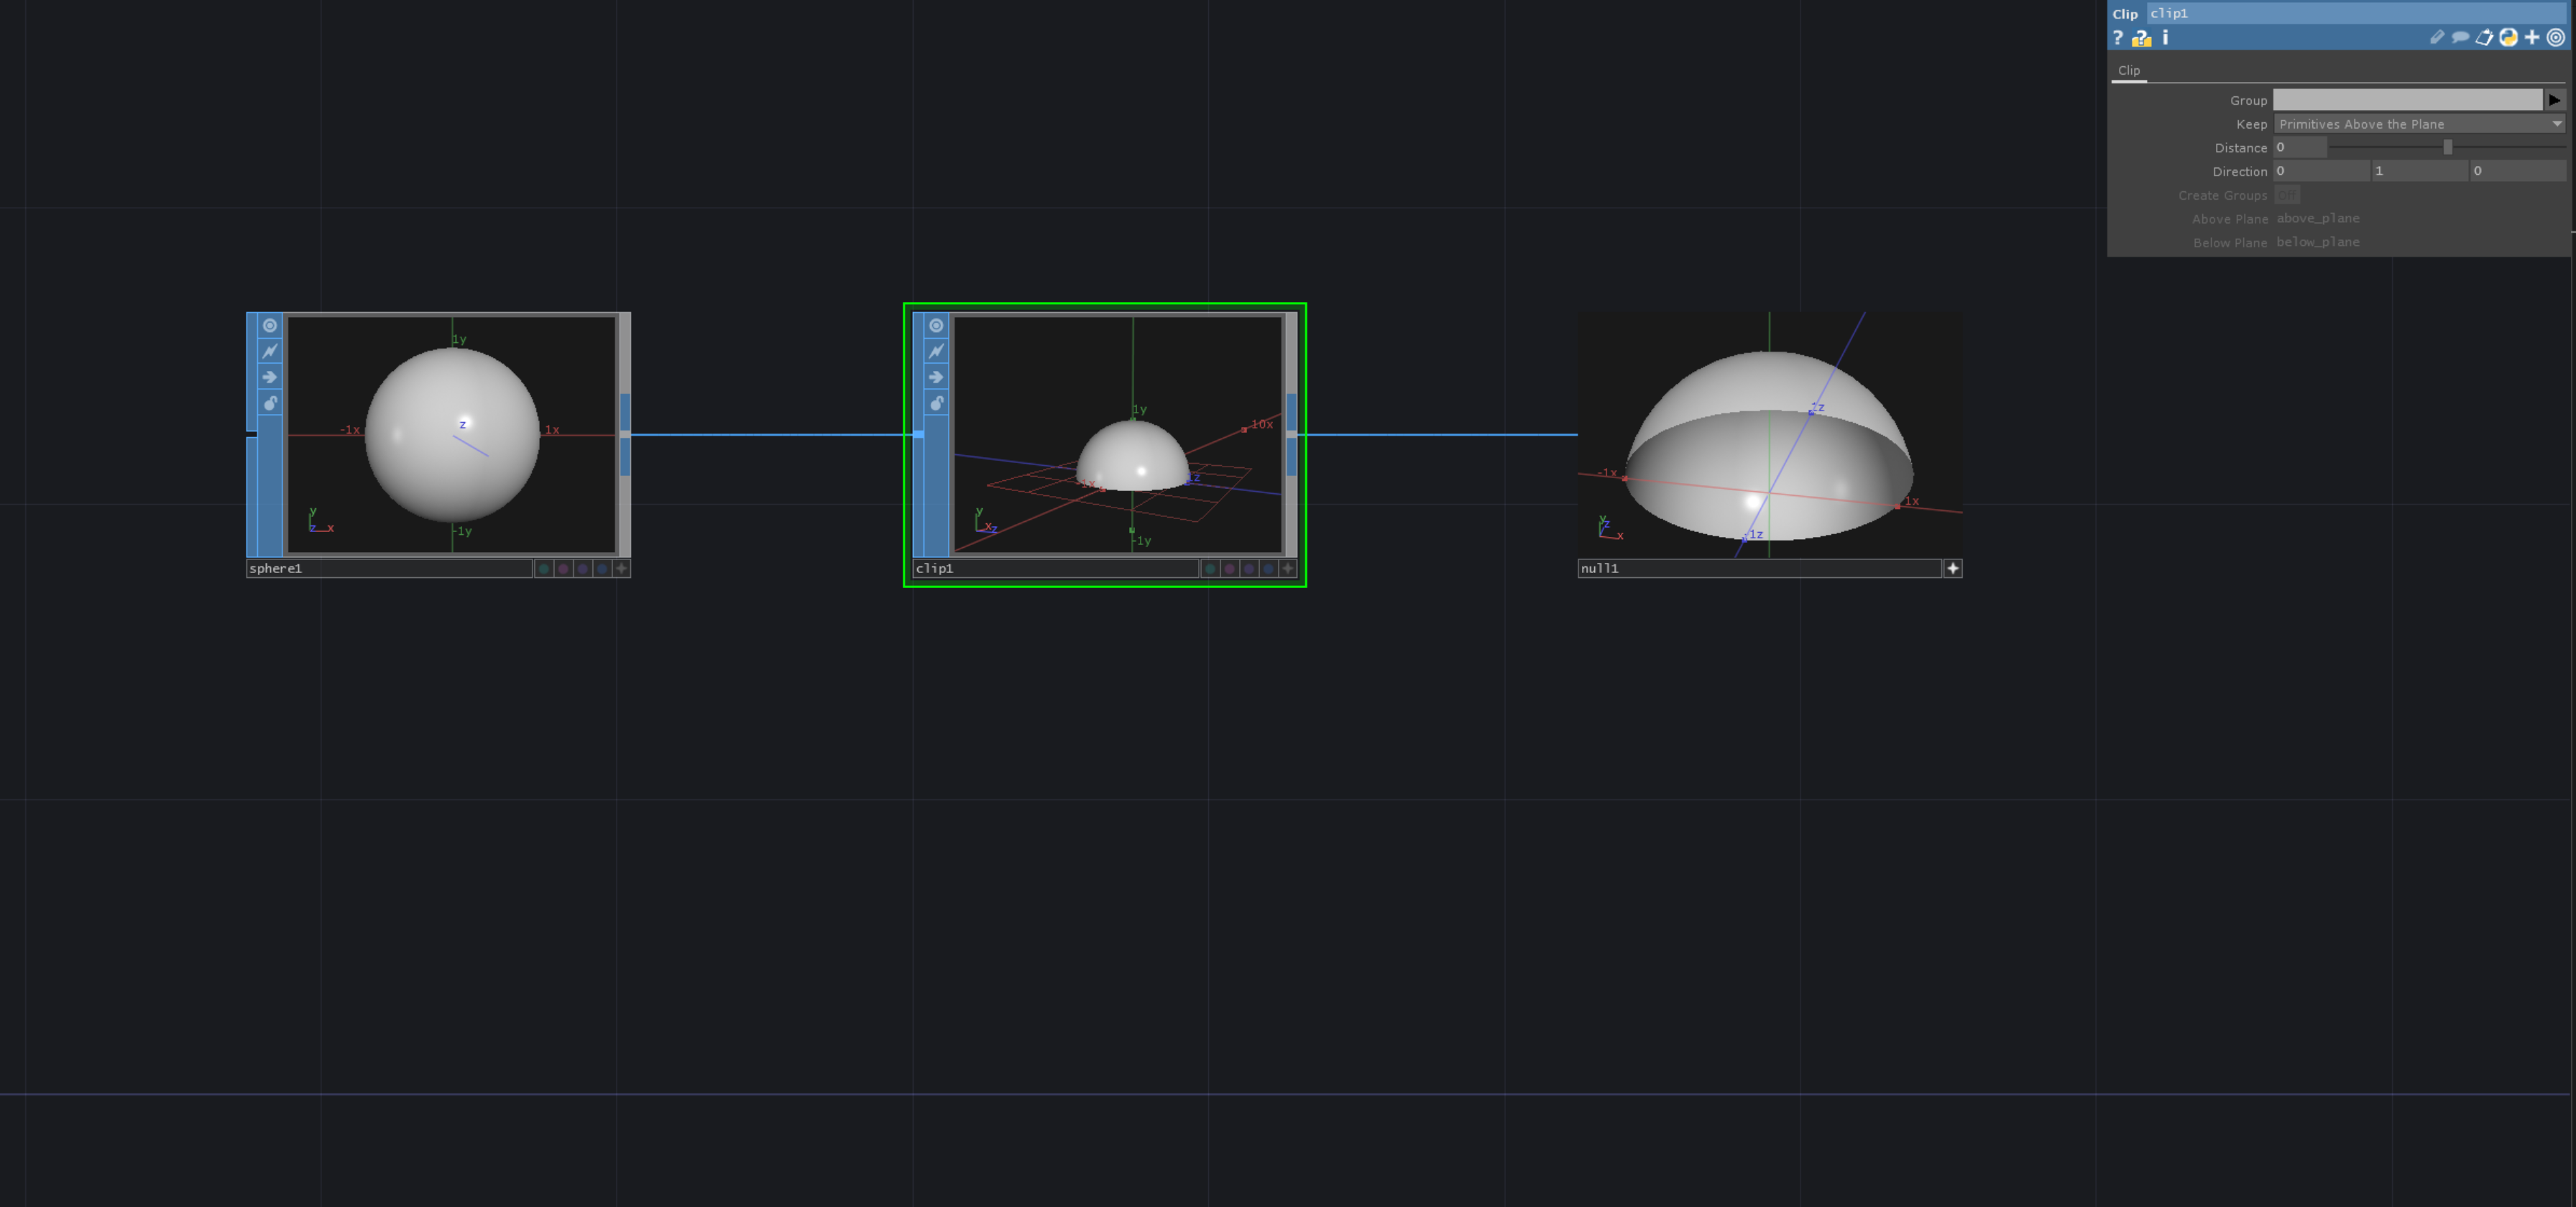 Clip clip1
? ? i
Clip
Group
Keep Primitives Above the Plane
Distance 0
Direction 0 1 0
Create Groups Off
Above Plane above_plane
Below Plane below_plane
1y
-1x z 1x
y
z x
-1y
sphere1
1y
10x
-1x 1z
y
x z
-1y
clip1
1z
-1x 1x
y
z
x
-1z
null1